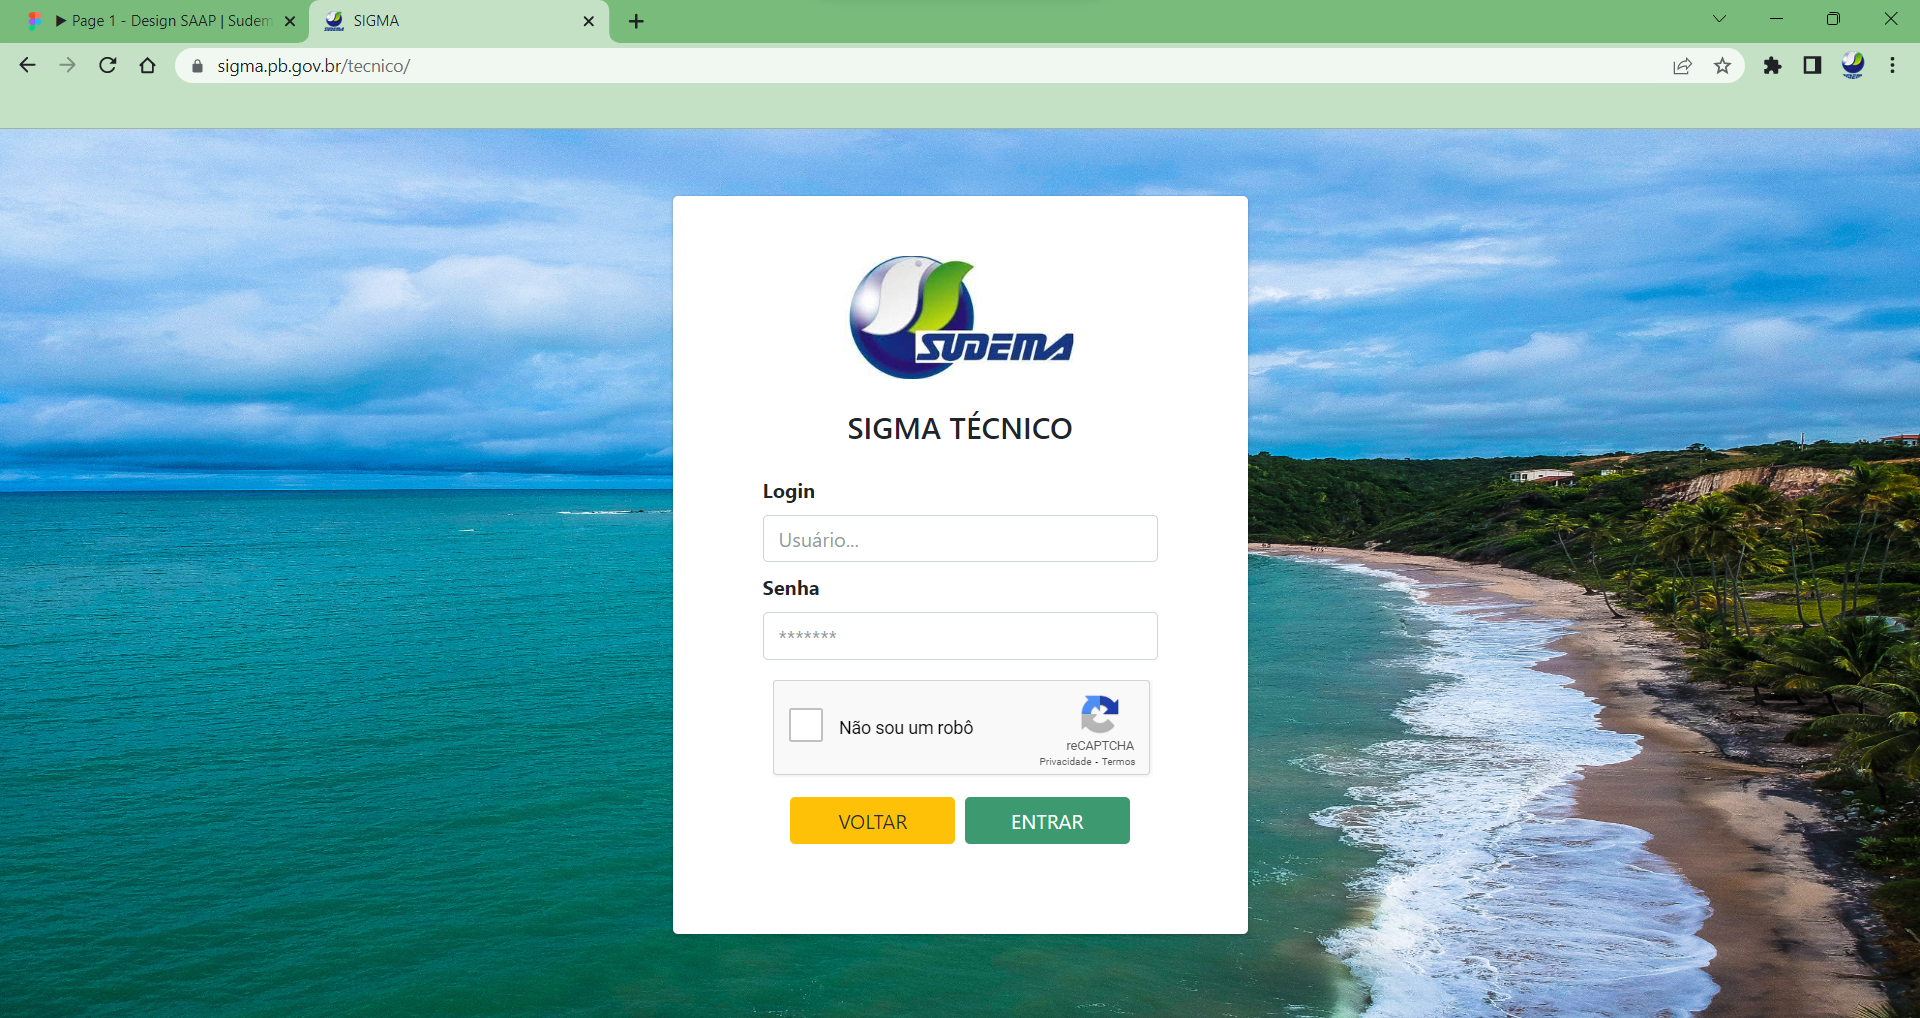 Page 1 - Design SAAP | Sudem
SIGMA
sigma.pb.gov.br/tecnico/
SUDEMA
SIGMA TÉCNICO
Login
Usuário...
Senha
*******
Não sou um robô
reCAPTCHA
Privacidade - Termos
VOLTAR
ENTRAR